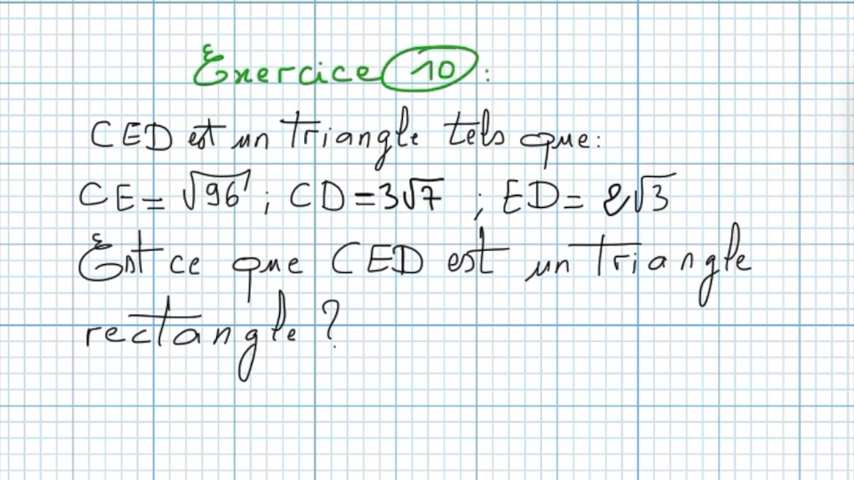 Exercice 10 :
CED est un triangle tels que:
CE = √96 ; CD = 3√7 ; ED = 2√3
Est ce que CED est un triangle
rectangle ?